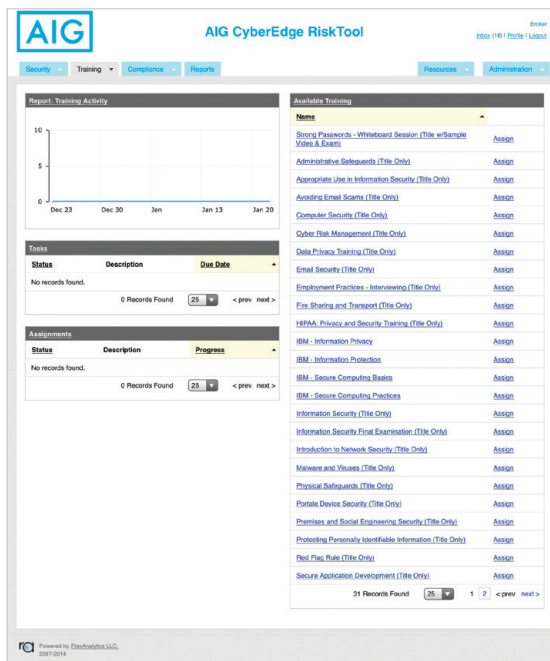 AIG
AIG CyberEdge RiskTool
Broker
Inbox (18) | Profile | Logout
Security
Training
Compliance
Reports
Resources
Administration
Report: Training Activity
10
5
0
Dec 23
Dec 30
Jan
Jan 13
Jan 20
Tasks
Status
Description
Due Date
No records found.
0 Records Found
25
< prev next >
Assignments
Status
Description
Progress
No records found.
0 Records Found
25
< prev next >
Available Training
Name
Strong Passwords - Whiteboard Session (Title w/Sample
Video & Exam)
Assign
Administrative Safeguards (Title Only)
Assign
Appropriate Use in Information Security (Title Only)
Assign
Avoiding Email Scams (Title Only)
Assign
Computer Security (Title Only)
Assign
Cyber Risk Management (Title Only)
Assign
Data Privacy Training (Title Only)
Assign
Email Security (Title Only)
Assign
Employment Practices - Interviewing (Title Only)
Assign
Fire Sharing and Transport (Title Only)
Assign
HIPAA: Privacy and Security Training (Title Only)
Assign
IBM - Information Privacy
Assign
IBM - Information Protection
Assign
IBM - Secure Computing Basics
Assign
IBM - Secure Computing Practices
Assign
Information Security (Title Only)
Assign
Information Security Final Examination (Title Only)
Assign
Introduction to Network Security (Title Only)
Assign
Malware and Viruses (Title Only)
Assign
Physical Safeguards (Title Only)
Assign
Portale Device Security (Title Only)
Assign
Premises and Social Engineering Security (Title Only)
Assign
Protecting Personally Identifiable Information (Title Only)
Assign
Red Flag Rule (Title Only)
Assign
Secure Application Development (Title Only)
Assign
31 Records Found
25
1 2 < prev next >
ra
Powered by FirmAnalytics LLC.
2007-2014